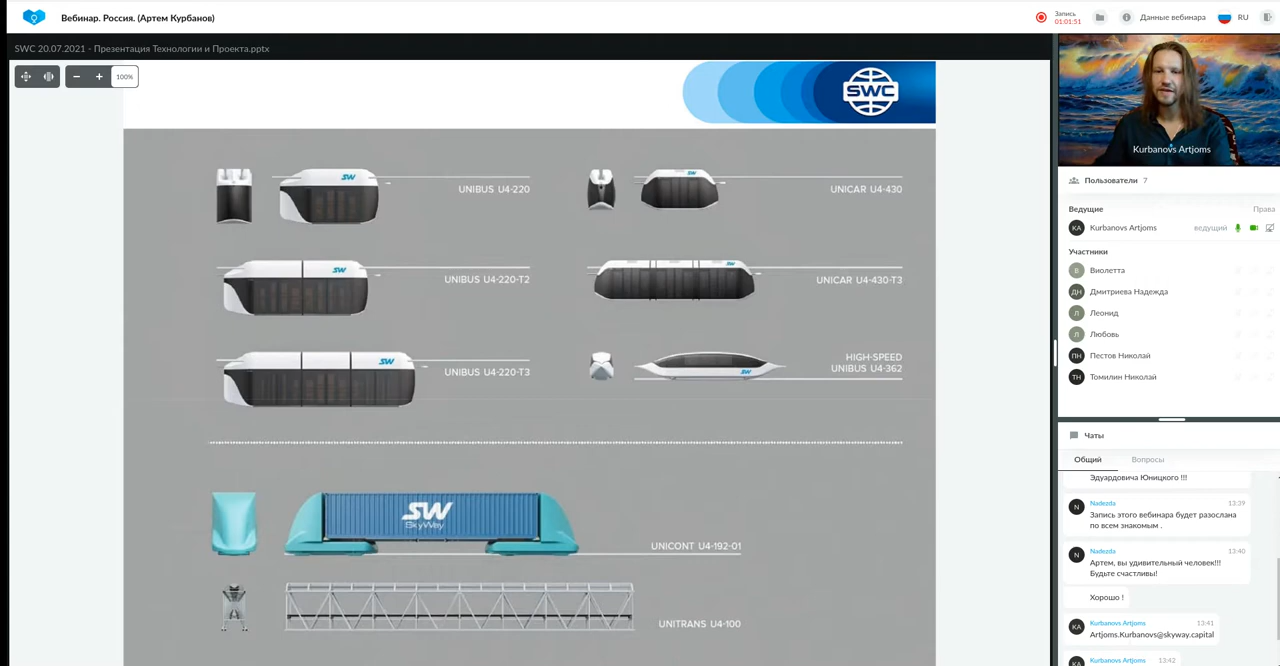 Вебинар. Россия. (Артем Курбанов)
Запись
01:01:51
Данные вебинара
RU
SWC 20.07.2021 - Презентация Технологии и Проекта.pptx
100%
SWC
SW
UNIBUS U4-220
SW
UNICAR U4-430
SW
UNIBUS U4-220-T2
SW
UNICAR U4-430-T3
SW
UNIBUS U4-220-T3
SW
HIGH-SPEED
UNIBUS U4-362
SW
SkyWay
UNICONT U4-192-01
UNITRANS U4-100
Kurbanovs Artjoms
Пользователи 7
Ведущие
Права
KA
Kurbanovs Artjoms
ведущий
Участники
В
Виолетта
ДН
Дмитриева Надежда
Л
Леонид
Л
Любовь
ПН
Пестов Николай
ТН
Томилин Николай
Чаты
Общий
Вопросы
Эдуардовича Юницкого !!!
N
Nadezda
13:39
Запись этого вебинара будет разослана
по всем знакомым .
N
Nadezda
13:40
Артем, вы удивительный человек!!!
Будьте счастливы!
Хорошо !
KA
Kurbanovs Artjoms
13:41
Artjoms.Kurbanovs@skyway.capital
KA
Kurbanovs Artjoms
13:42